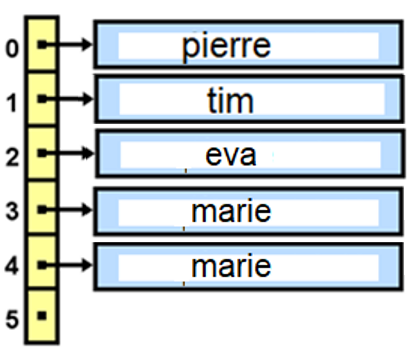 0 pierre
1 tim
2 eva
3 marie
4 marie
5